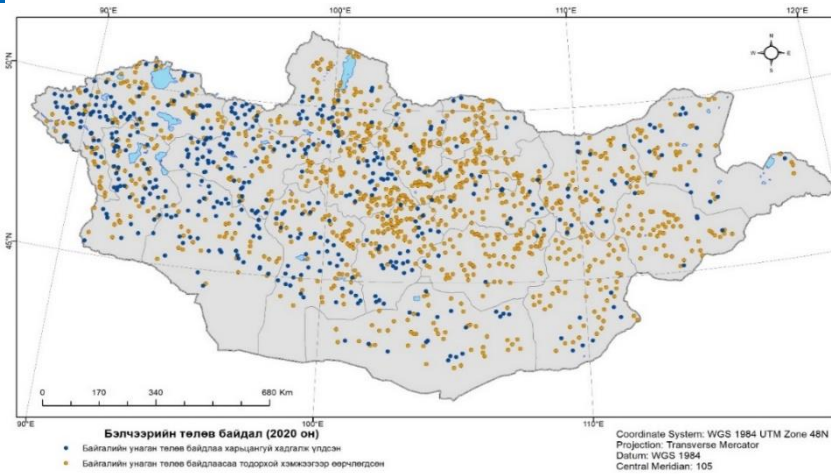 90°E 100°E 110°E 120°E
50°N
50°N
N
W E
S
45°N
45°N
0 170 340 680 Km
90°E 100°E 110°E
Бэлчээрийн төлөв байдал (2020 он)
Байгалийн унаган төлөв байдлаа харьцангуй хадгалж үлдсэн
Байгалийн унаган төлөв байдлаасаа тодорхой хэмжээгээр өөрчлөгдсөн
Coordinate System: WGS 1984 UTM Zone 48N
Projection: Transverse Mercator
Datum: WGS 1984
Central Meridian: 105